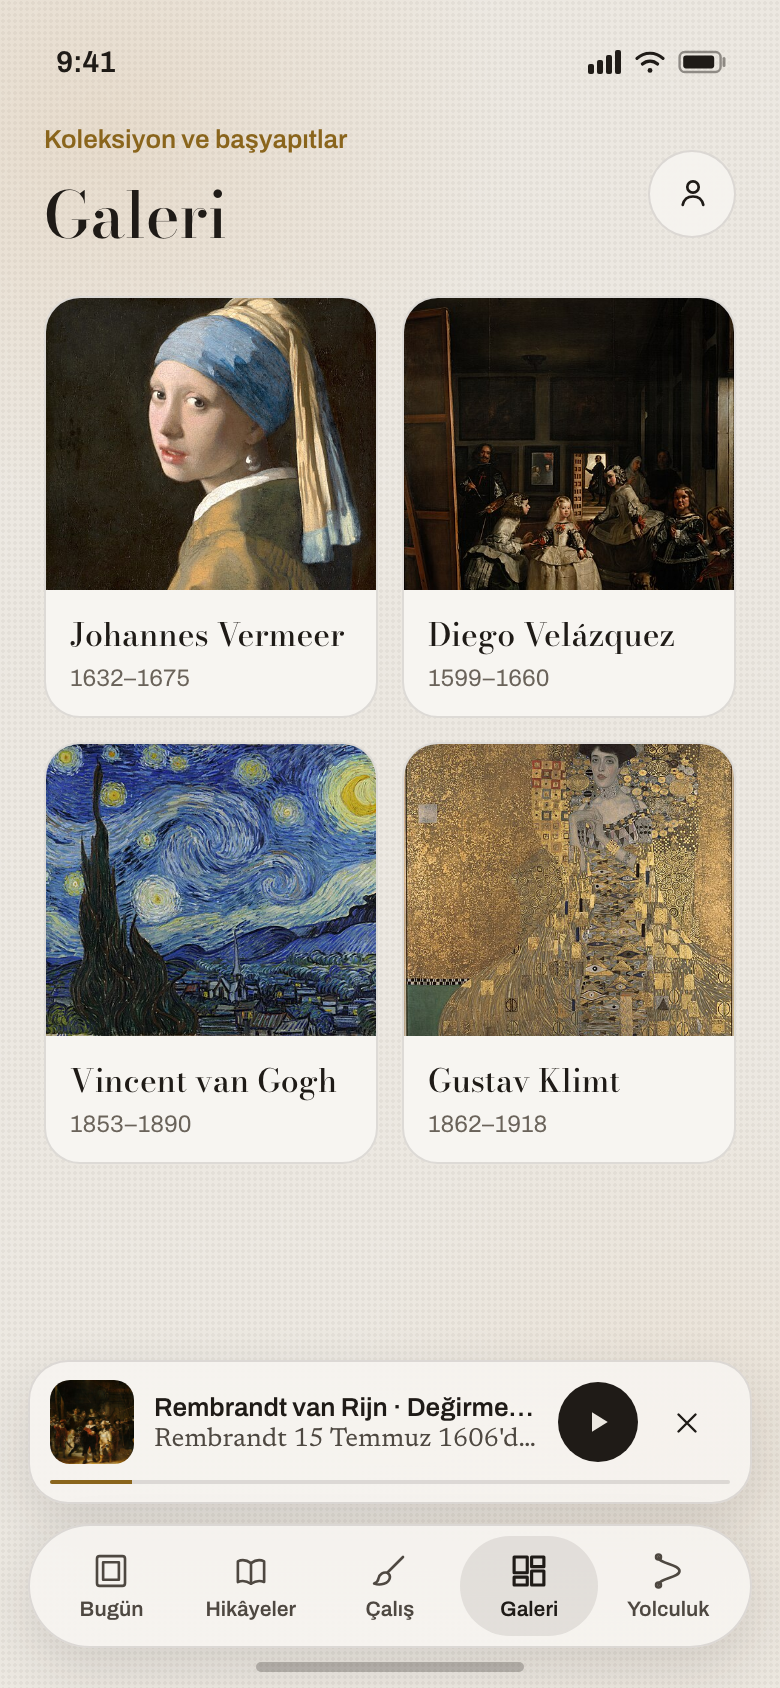 9:41
Koleksiyon ve başyapıtlar
Galeri
Johannes Vermeer
1632–1675
Diego Velázquez
1599–1660
Vincent van Gogh
1853–1890
Gustav Klimt
1862–1918
Rembrandt van Rijn · Değirme...
Rembrandt 15 Temmuz 1606'd...
Bugün
Hikâyeler
Çalış
Galeri
Yolculuk